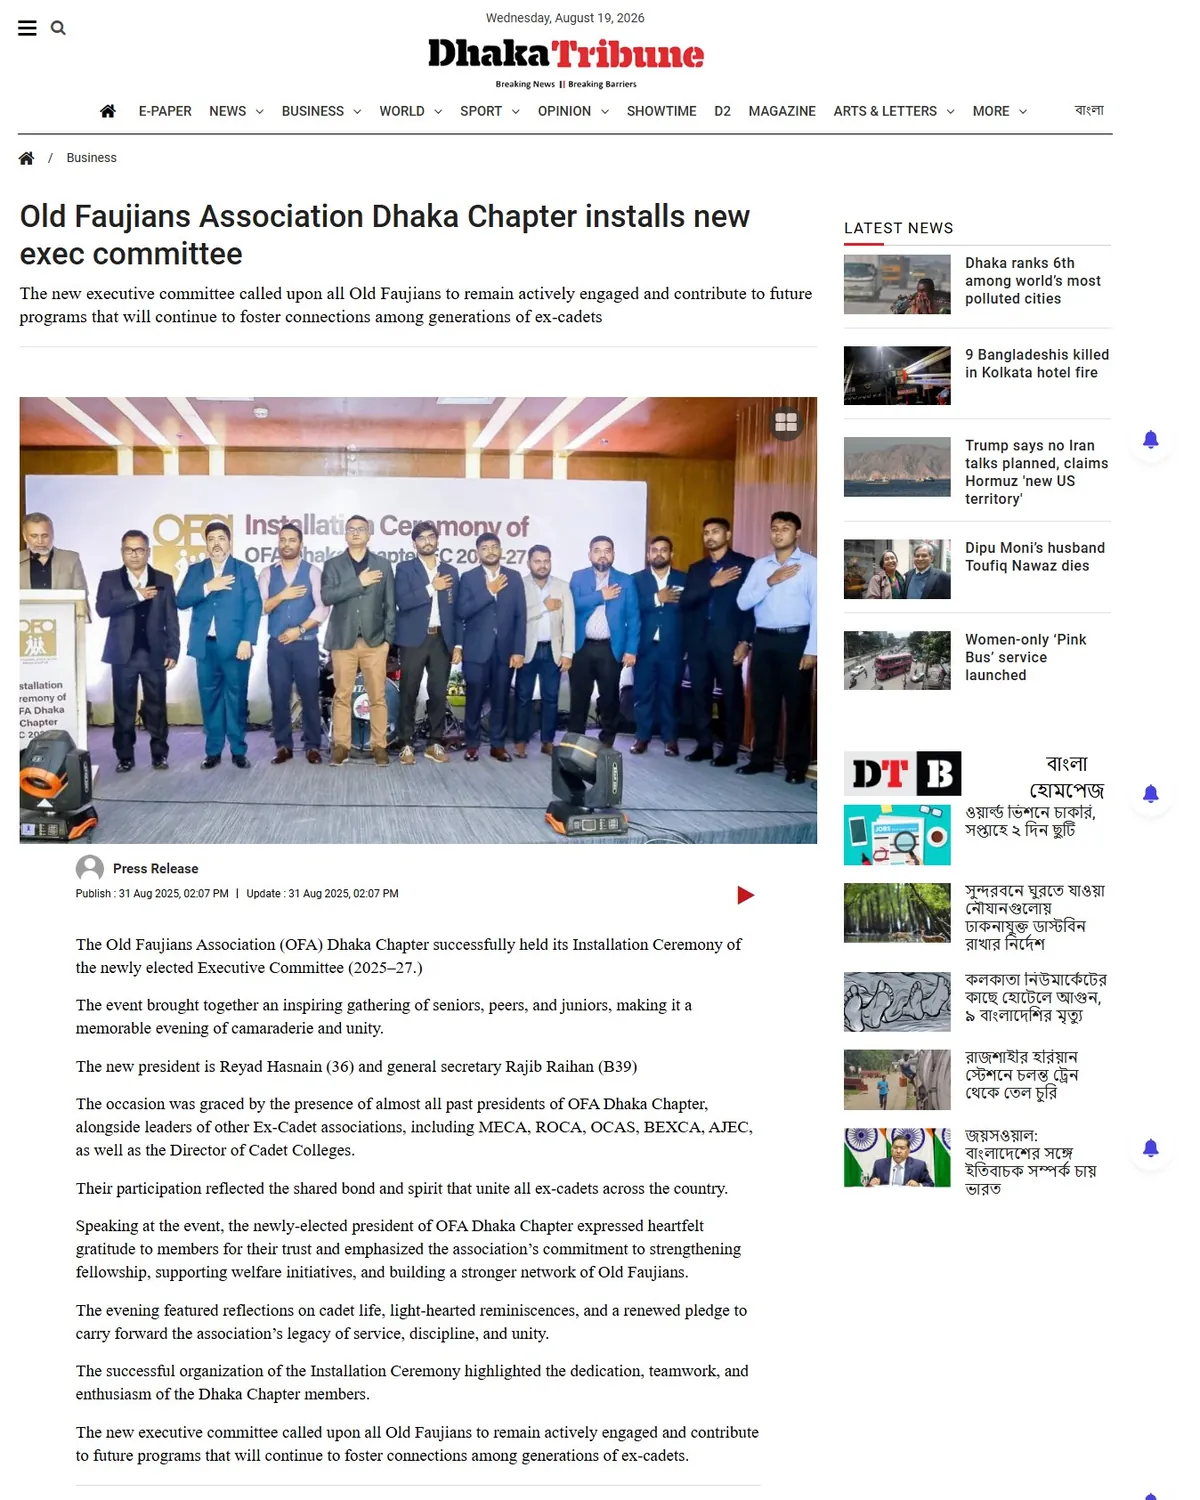 Wednesday, August 19, 2026
DhakaTribune
Breaking News || Breaking Barriers
E-PAPER NEWS BUSINESS WORLD SPORT OPINION SHOWTIME D2 MAGAZINE ARTS & LETTERS MORE বাংলা
/ Business
Old Faujians Association Dhaka Chapter installs new
exec committee
The new executive committee called upon all Old Faujians to remain actively engaged and contribute to future
programs that will continue to foster connections among generations of ex-cadets
Installation Ceremony of
OFA Dhaka Chapter EC 2025-27
OFA
stallation
remony of
FA Dhaka
Chapter
Press Release
Publish : 31 Aug 2025, 02:07 PM | Update : 31 Aug 2025, 02:07 PM
The Old Faujians Association (OFA) Dhaka Chapter successfully held its Installation Ceremony of
the newly elected Executive Committee (2025–27.)
The event brought together an inspiring gathering of seniors, peers, and juniors, making it a
memorable evening of camaraderie and unity.
The new president is Reyad Hasnain (36) and general secretary Rajib Raihan (B39)
The occasion was graced by the presence of almost all past presidents of OFA Dhaka Chapter,
alongside leaders of other Ex-Cadet associations, including MECA, ROCA, OCAS, BEXCA, AJEC,
as well as the Director of Cadet Colleges.
Their participation reflected the shared bond and spirit that unite all ex-cadets across the country.
Speaking at the event, the newly-elected president of OFA Dhaka Chapter expressed heartfelt
gratitude to members for their trust and emphasized the association’s commitment to strengthening
fellowship, supporting welfare initiatives, and building a stronger network of Old Faujians.
The evening featured reflections on cadet life, light-hearted reminiscences, and a renewed pledge to
carry forward the association’s legacy of service, discipline, and unity.
The successful organization of the Installation Ceremony highlighted the dedication, teamwork, and
enthusiasm of the Dhaka Chapter members.
The new executive committee called upon all Old Faujians to remain actively engaged and contribute
to future programs that will continue to foster connections among generations of ex-cadets.
LATEST NEWS
Dhaka ranks 6th
among world’s most
polluted cities
9 Bangladeshis killed
in Kolkata hotel fire
Trump says no Iran
talks planned, claims
Hormuz 'new US
territory'
Dipu Moni’s husband
Toufiq Nawaz dies
Women-only ‘Pink
Bus’ service
launched
DTB
বাংলা
হোমপেজ
JOBS
ওয়ার্ল্ড ভিশনে চাকরি,
সপ্তাহে ২ দিন ছুটি
সুন্দরবনে ঘুরতে যাওয়া
নৌযানগুলোয়
ঢাকনাযুক্ত ডাস্টবিন
রাখার নির্দেশ
কলকাতা নিউমার্কেটের
কাছে হোটেলে আগুন,
৯ বাংলাদেশির মৃত্যু
রাজশাহীর হরিয়ান
স্টেশনে চলন্ত ট্রেন
থেকে তেল চুরি
জয়সওয়াল:
বাংলাদেশের সঙ্গে
ইতিবাচক সম্পর্ক চায়
ভারত